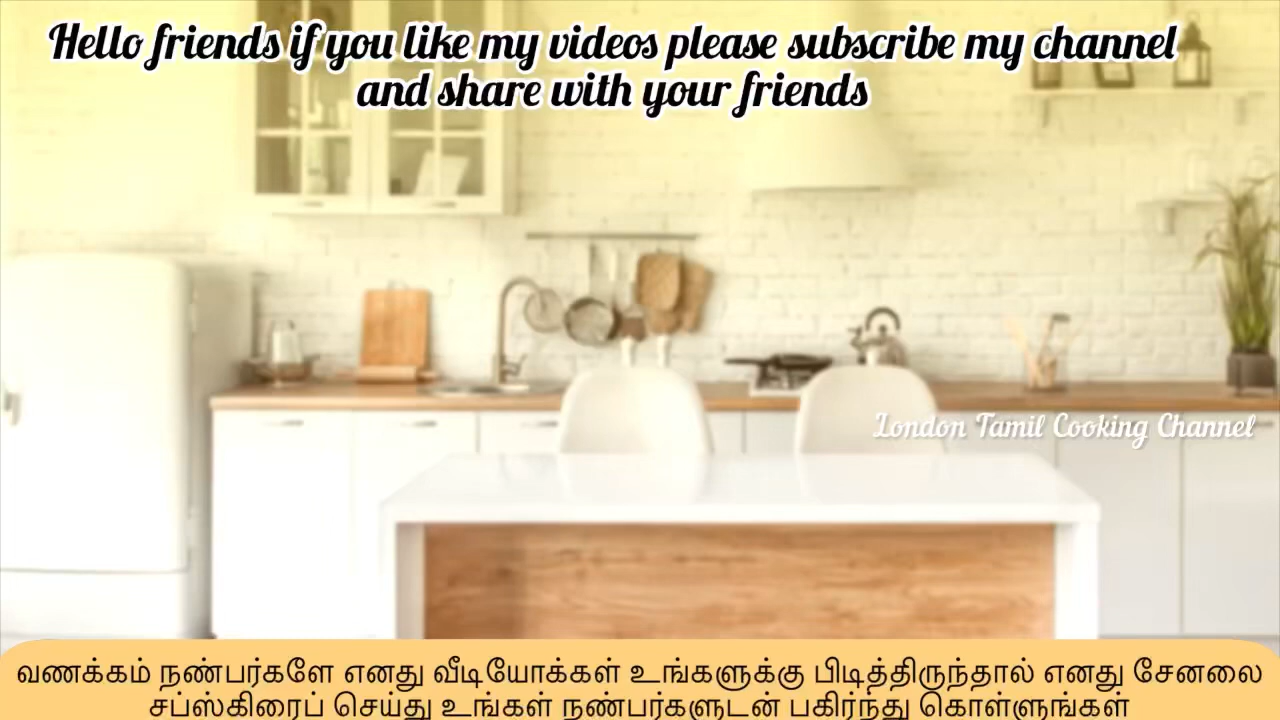 Hello friends if you like my videos please subscribe my channel
and share with your friends
London Tamil Cooking Channel
வணக்கம் நண்பர்களே எனது வீடியோக்கள் உங்களுக்கு பிடித்திருந்தால் எனது சேனலை
சப்ஸ்கிரைப் செய்து உங்கள் நண்பர்களுடன் பகிர்ந்து கொள்ளுங்கள்